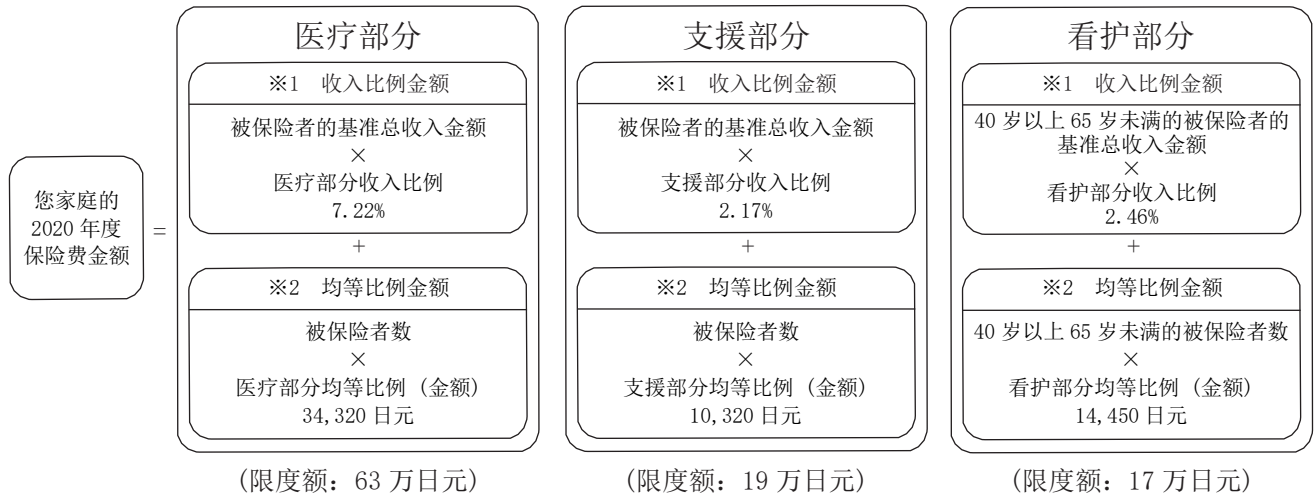 您家庭的
2020 年度
保险费金额
=
医疗部分
※1 收入比例金额
被保险者的基准总收入金额
×
医疗部分收入比例
7.22%
+
※2 均等比例金额
被保险者数
×
医疗部分均等比例（金额）
34,320 日元
(限度额：63 万日元)
支援部分
※1 收入比例金额
被保险者的基准总收入金额
×
支援部分收入比例
2.17%
+
※2 均等比例金额
被保险者数
×
支援部分均等比例（金额）
10,320 日元
(限度额：19 万日元)
看护部分
※1 收入比例金额
40 岁以上 65 岁未满的被保险者的
基准总收入金额
×
看护部分收入比例
2.46%
+
※2 均等比例金额
40 岁以上 65 岁未满的被保险者数
×
看护部分均等比例（金额）
14,450 日元
(限度额：17 万日元)